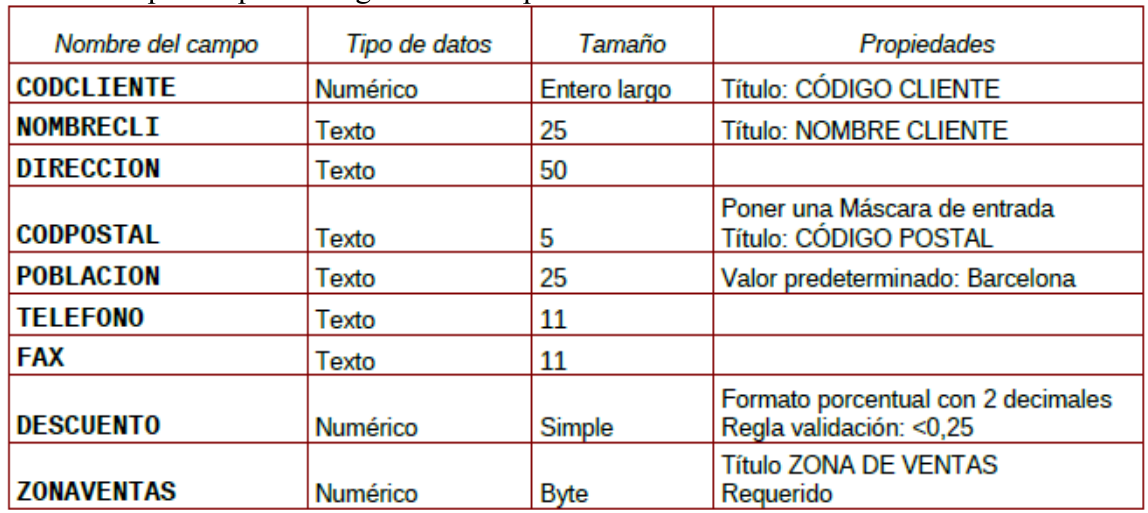 Nombre del campo Tipo de datos Tamaño Propiedades
CODCLIENTE Numérico Entero largo Título: CÓDIGO CLIENTE
NOMBRECLI Texto 25 Título: NOMBRE CLIENTE
DIRECCION Texto 50
Poner una Máscara de entrada
CODPOSTAL Texto 5 Título: CÓDIGO POSTAL
POBLACION Texto 25 Valor predeterminado: Barcelona
TELEFONO Texto 11
FAX Texto 11
Formato porcentual con 2 decimales
DESCUENTO Numérico Simple Regla validación: <0,25
Título ZONA DE VENTAS
ZONAVENTAS Numérico Byte Requerido